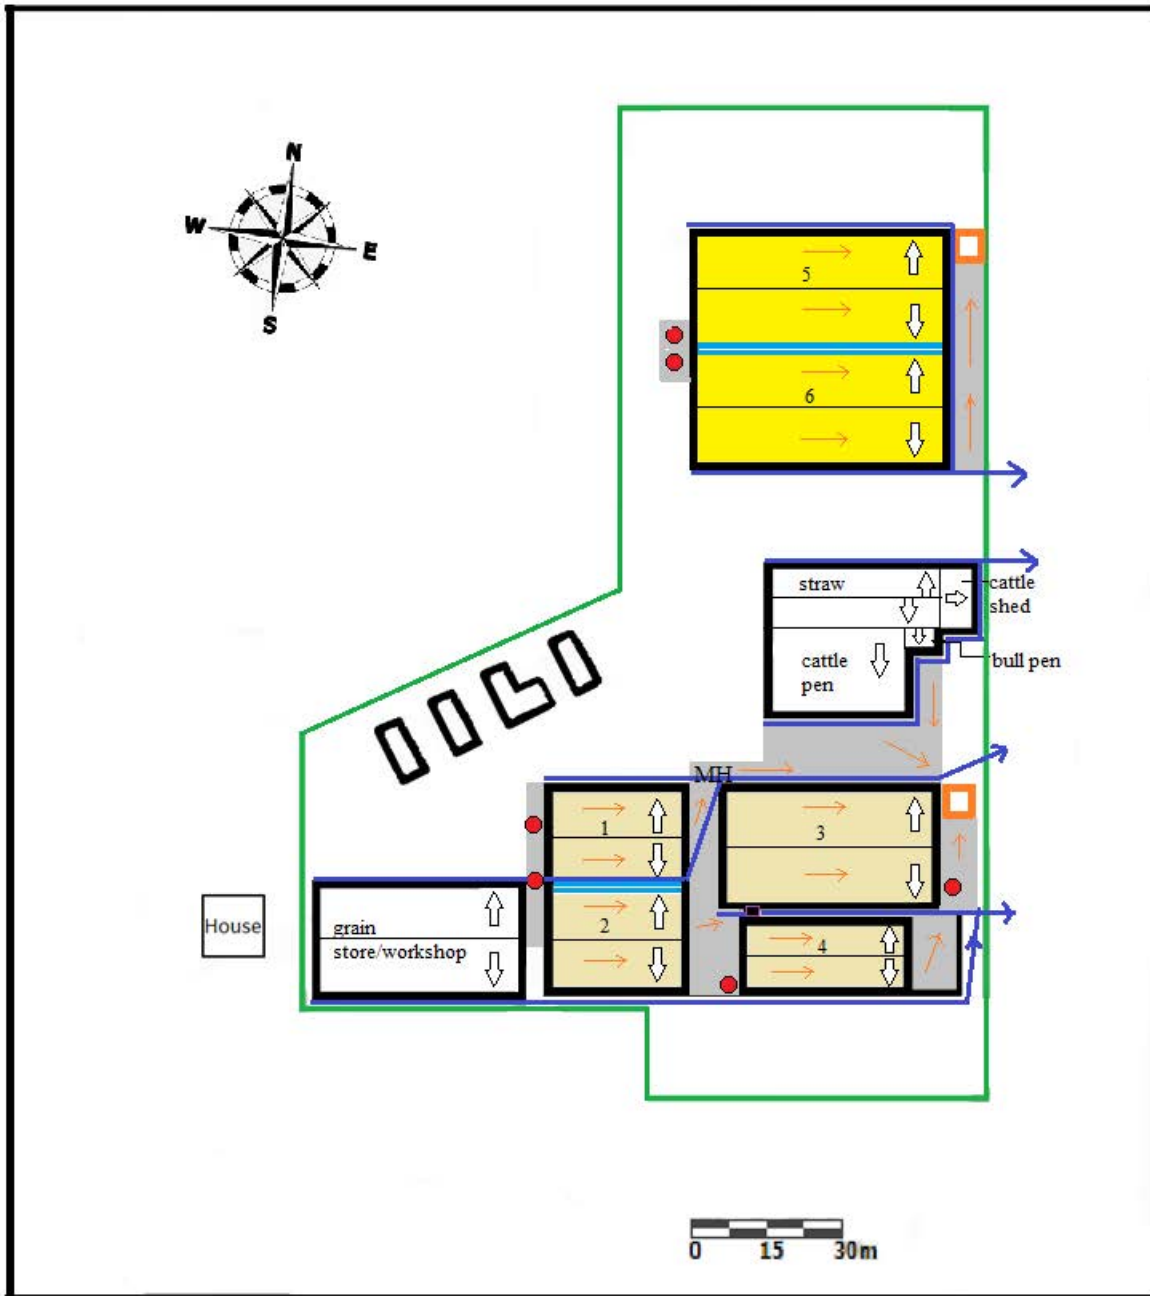 N
W
E
S
5
6
straw
cattle
shed
cattle
pen
bull pen
MH
1
3
2
4
grain
store/workshop
House
0 15 30m